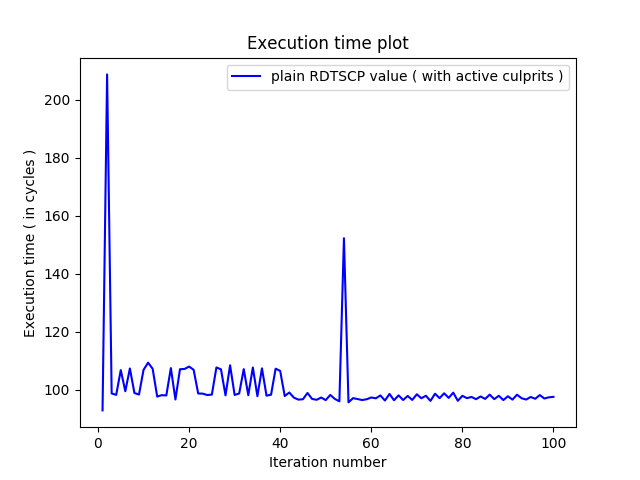 Execution time plot
plain RDTSCP value ( with active culprits )
Execution time ( in cycles )
200
180
160
140
120
100
0 20 40 60 80 100
Iteration number